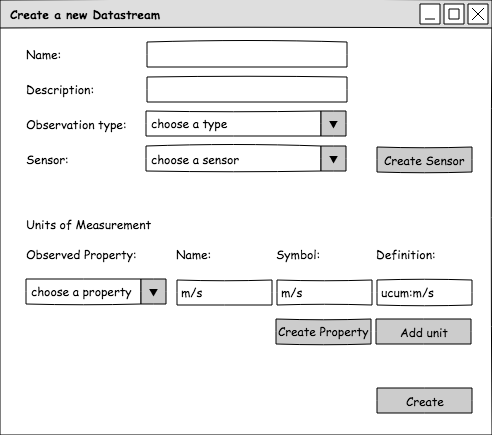 Create a new Datastream
Name:
Description:
Observation type: choose a type
Sensor: choose a sensor Create Sensor
Units of Measurement
Observed Property: Name: Symbol: Definition:
choose a property m/s m/s ucum:m/s
Create Property Add unit
Create